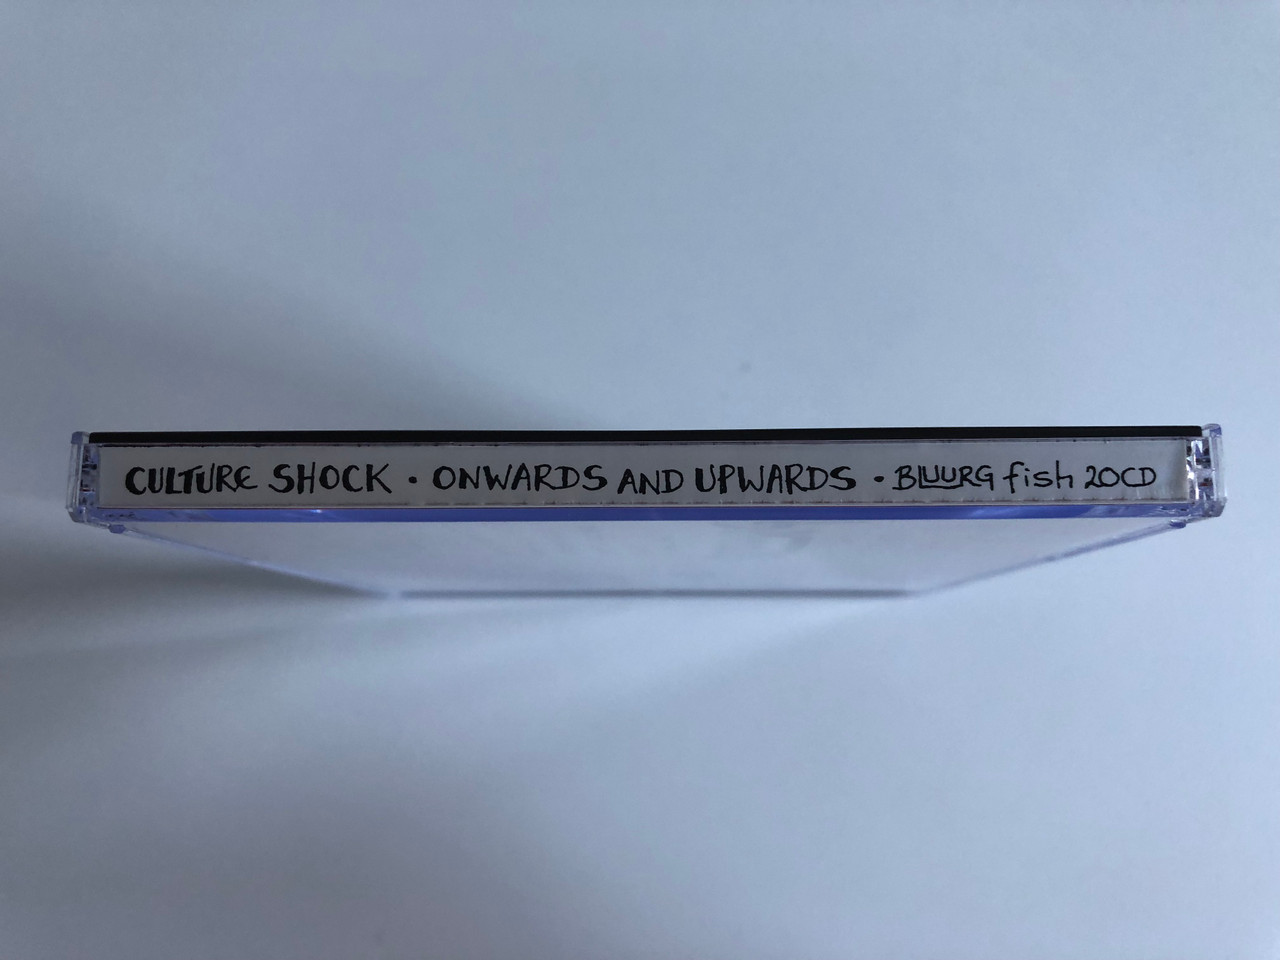 CULTURE SHOCK • ONWARDS AND UPWARDS • BLUURG fish 20CD